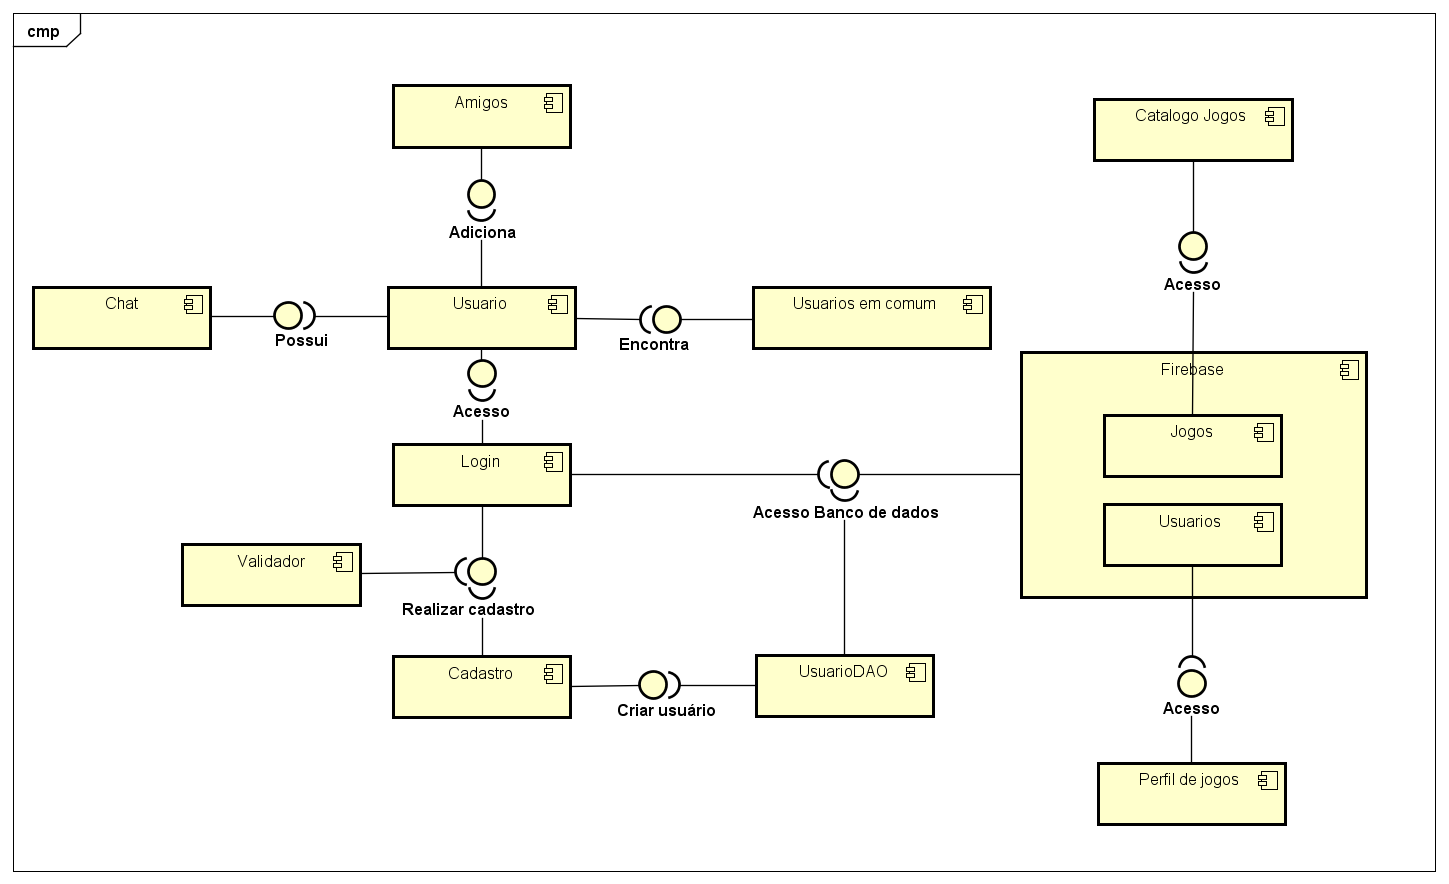 cmp
Amigos
Catalogo Jogos
Adiciona
Acesso
Chat
Usuario
Usuarios em comum
Possui
Encontra
Firebase
Acesso
Jogos
Login
Acesso Banco de dados
Usuarios
Validador
Realizar cadastro
Cadastro
UsuarioDAO
Criar usuário
Acesso
Perfil de jogos